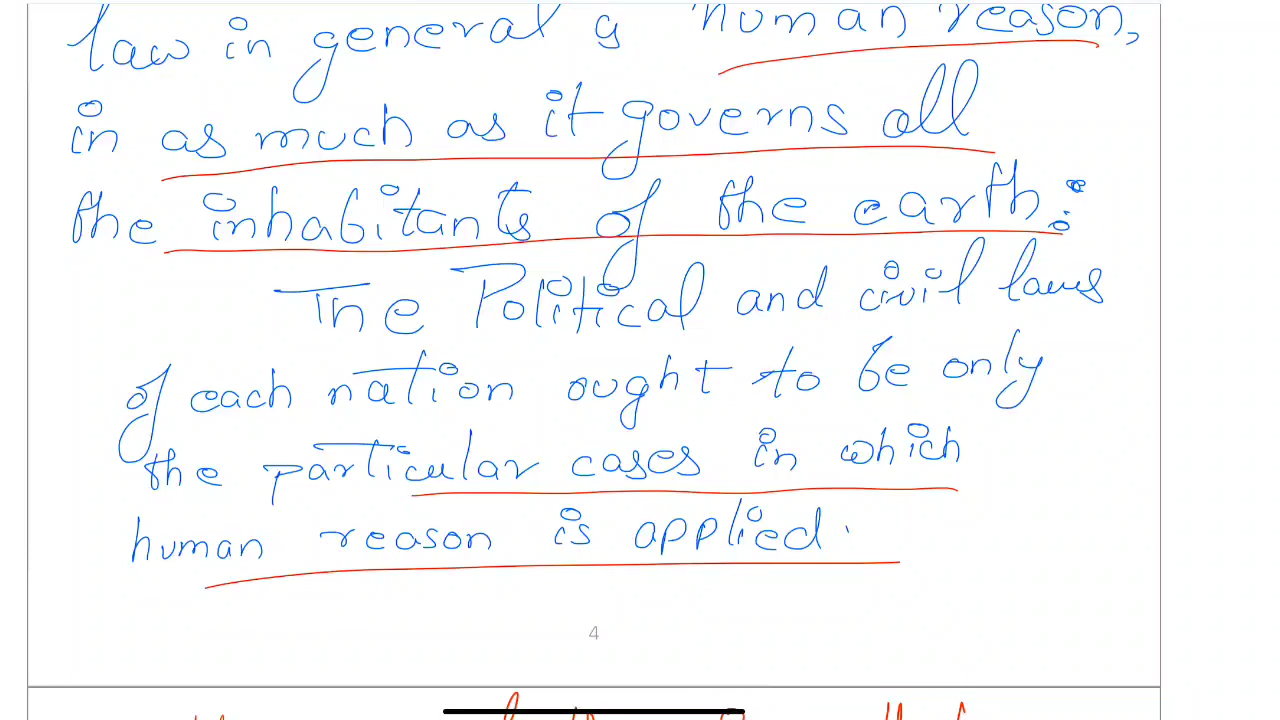 law in general g human reason,
in as much as it governs all
the inhabitants of the earth:
The Political and civil laws
of each nation ought to be only
the particular cases in which
human reason is applied.
4